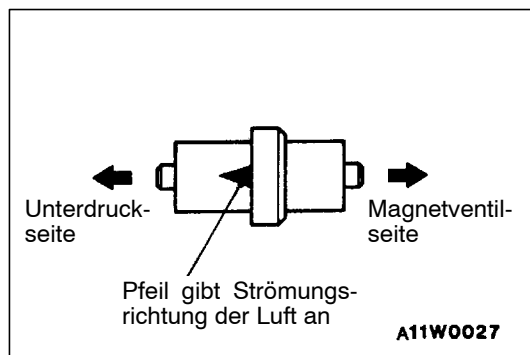 Unterdruck-
seite
Magnetventil-
seite
Pfeil gibt Strömungs-
richtung der Luft an
A11W0027